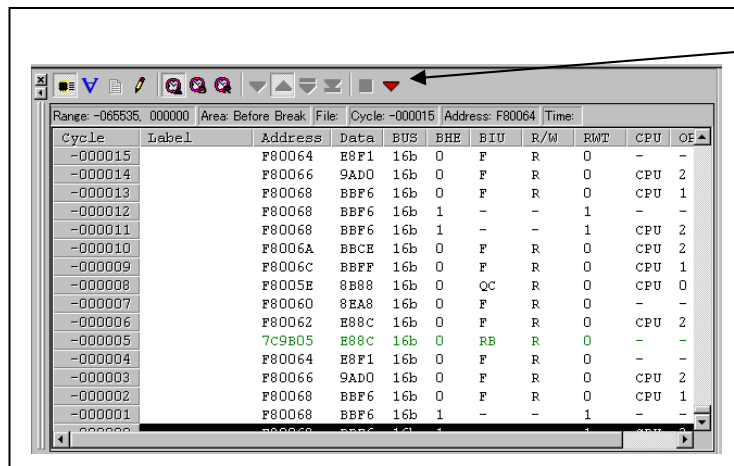 Range: -065535, 000000 Area: Before Break File: Cycle: -000015 Address: F80064 Time:
Cycle Label Address Data BUS BHE BIU R/W RWT CPU
-000015 F80064 E8F1 16b 0 F R 0 - -
-000014 F80066 9AD0 16b 0 F R 0 CPU 2
-000013 F80068 BBF6 16b 0 F R 0 CPU 1
-000012 F80068 BBF6 16b 1 - - 1 - -
-000011 F80068 BBF6 16b 1 - - 1 CPU 2
-000010 F8006A BBCE 16b 0 F R 0 CPU 2
-000009 F8006C BBFF 16b 0 F R 0 CPU 1
-000008 F8005E 8B88 16b 0 QC R 0 CPU 0
-000007 F80060 8EA8 16b 0 F R 0 - -
-000006 F80062 E88C 16b 0 F R 0 CPU 2
-000005 7C9B05 E88C 16b 0 RB R 0 - -
-000004 F80064 E8F1 16b 0 F R 0 - -
-000003 F80066 9AD0 16b 0 F R 0 CPU 2
-000002 F80068 BBF6 16b 0 F R 0 CPU 1
-000001 F80068 BBF6 16b 1 - - 1 - -